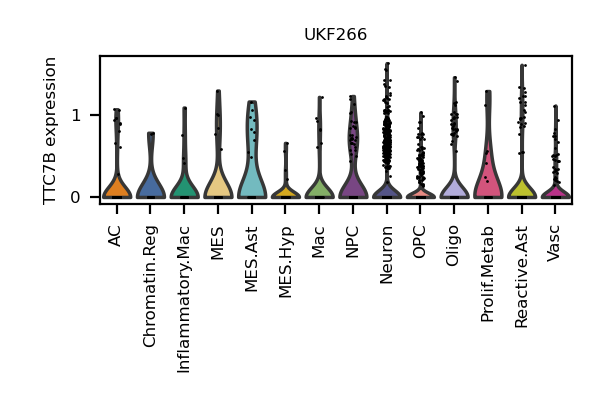 UKF266
TTC7B expression
1
0
AC
Chromatin.Reg
Inflammatory.Mac
MES
MES.Ast
MES.Hyp
Mac
NPC
Neuron
OPC
Oligo
Prolif.Metab
Reactive.Ast
Vasc